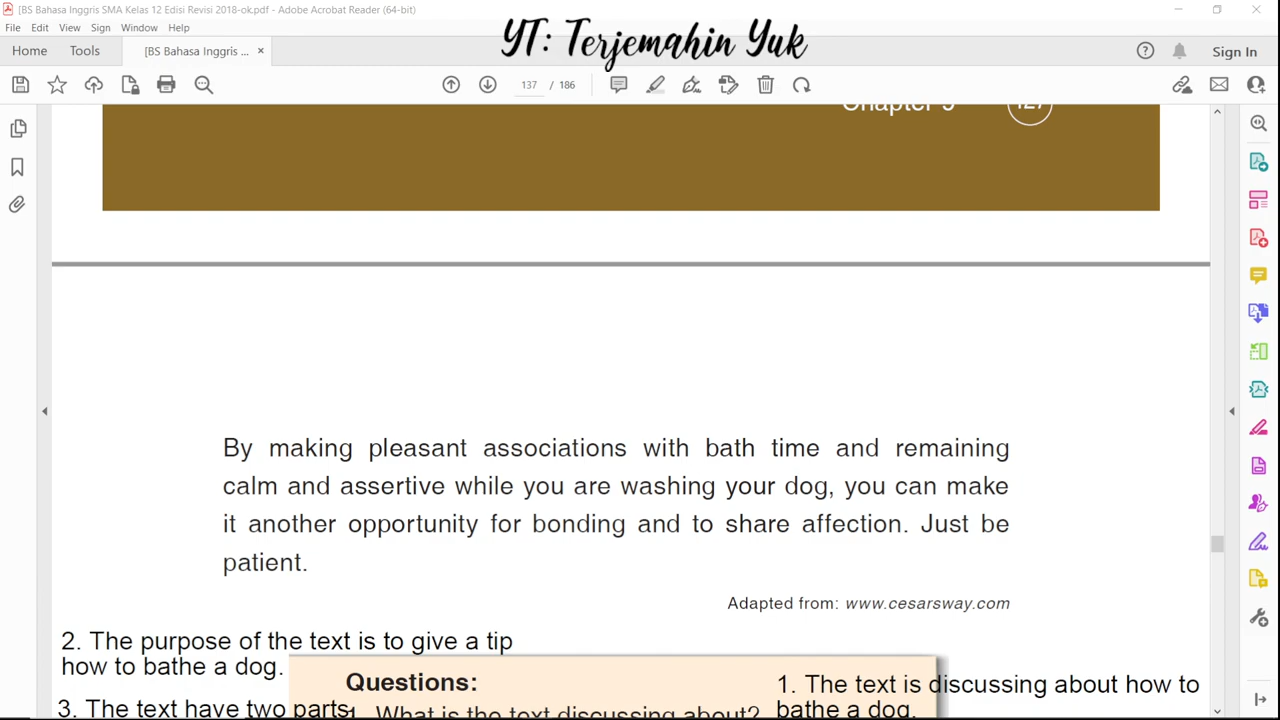 [BS Bahasa Inggris SMA Kelas 12 Edisi Revisi 2018-ok.pdf - Adobe Acrobat Reader (64-bit)
File Edit View Sign Window Help
YT: Terjemahin Yuk
Home Tools [BS Bahasa Inggris ... × Sign In
137 / 186
Chapter 9 127
By making pleasant associations with bath time and remaining
calm and assertive while you are washing your dog, you can make
it another opportunity for bonding and to share affection. Just be
patient.
Adapted from: www.cesarsway.com
2. The purpose of the text is to give a tip
how to bathe a dog.
Questions:
1. The text is discussing about how to
bathe a dog.
3. The text have two parts.
1. What is the text discussing about?